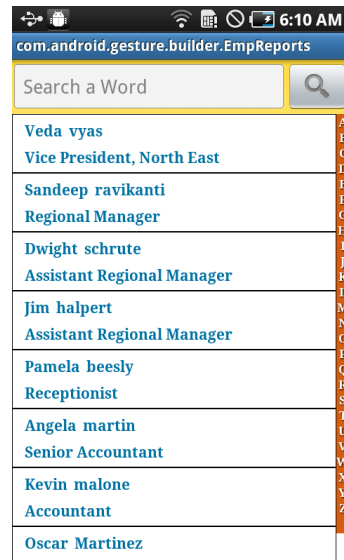 6:10 AM
com.android.gesture.builder.EmpReports
Search a Word
Veda vyas
Vice President, North East
Sandeep ravikanti
Regional Manager
Dwight schrute
Assistant Regional Manager
Jim halpert
Assistant Regional Manager
Pamela beesly
Receptionist
Angela martin
Senior Accountant
Kevin malone
Accountant
Oscar Martinez
A
B
C
D
E
F
G
H
I
J
K
L
M
N
O
P
Q
R
S
T
U
V
W
X
Y
Z